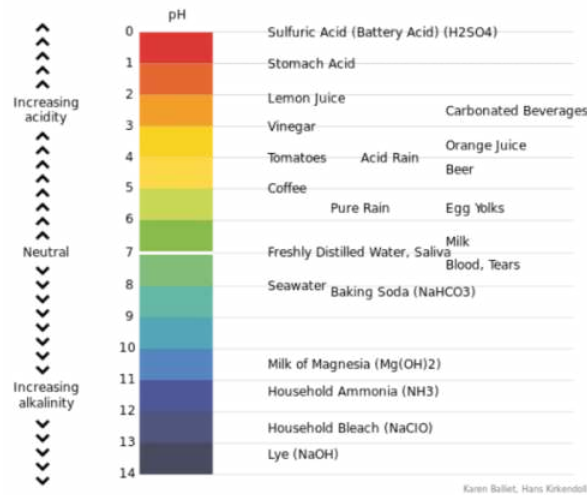 pH
0 Sulfuric Acid (Battery Acid) (H2SO4)
1 Stomach Acid
2 Lemon Juice
Increasing
acidity
Carbonated Beverages
3 Vinegar
Orange Juice
4 Tomatoes Acid Rain
Beer
5 Coffee
Pure Rain Egg Yolks
6
Milk
Neutral 7 Freshly Distilled Water, Saliva
Blood, Tears
8 Seawater
Baking Soda (NaHCO3)
9
10
Milk of Magnesia (Mg(OH)2)
11
Increasing
alkalinity
Household Ammonia (NH3)
12
Household Bleach (NaClO)
13
Lye (NaOH)
14
Karen Balliet, Hans Kirkendoll